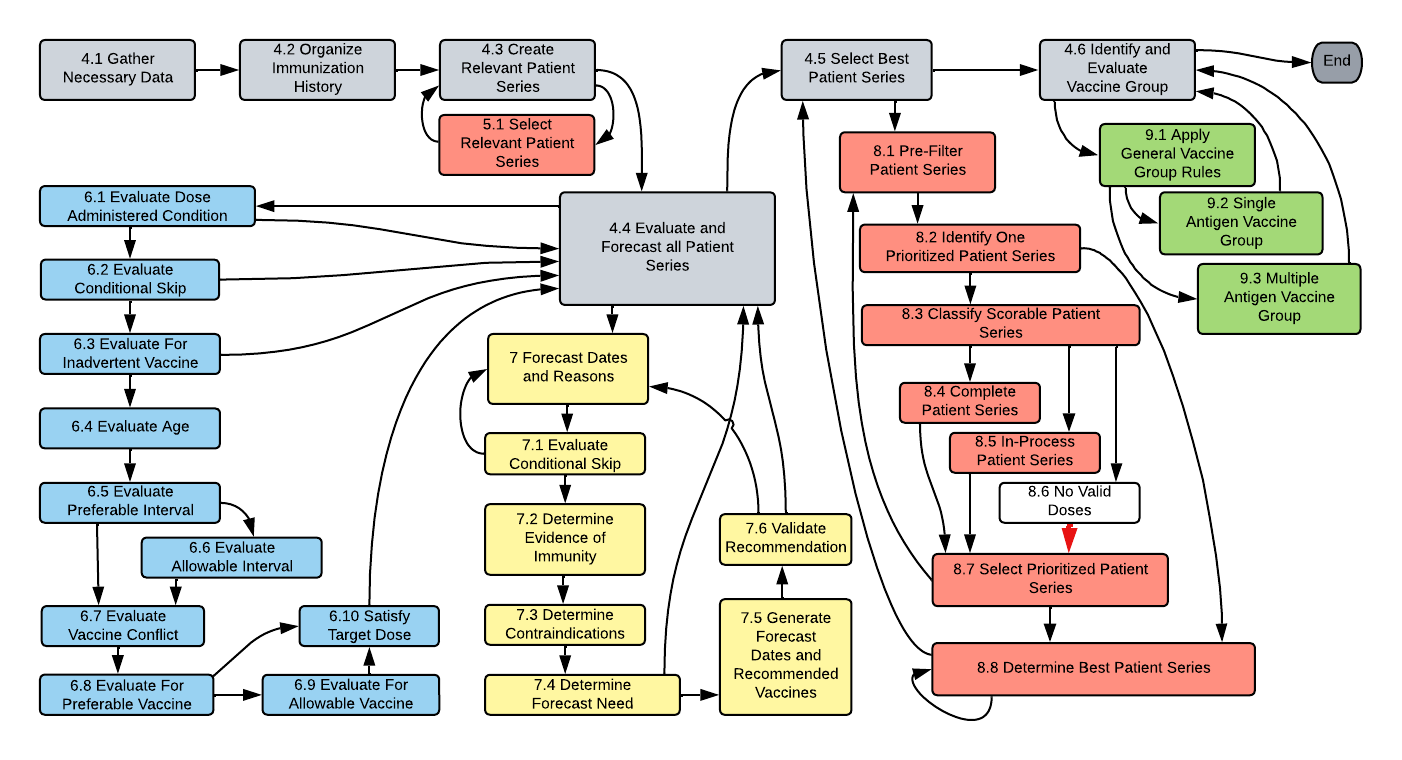 4.1 Gather
Necessary Data
4.2 Organize
Immunization
History
4.3 Create
Relevant Patient
Series
5.1 Select
Relevant Patient
Series
4.5 Select Best
Patient Series
4.6 Identify and
Evaluate
Vaccine Group
End
4.4 Evaluate and
Forecast all Patient
Series
6.1 Evaluate Dose
Administered Condition
6.2 Evaluate
Conditional Skip
6.3 Evaluate For
Inadvertent Vaccine
6.4 Evaluate Age
6.5 Evaluate
Preferable Interval
6.6 Evaluate
Allowable Interval
6.7 Evaluate
Vaccine Conflict
6.8 Evaluate For
Preferable Vaccine
6.9 Evaluate For
Allowable Vaccine
6.10 Satisfy
Target Dose
7 Forecast Dates
and Reasons
7.1 Evaluate
Conditional Skip
7.2 Determine
Evidence of
Immunity
7.3 Determine
Contraindications
7.4 Determine
Forecast Need
7.5 Generate
Forecast
Dates and
Recommended
Vaccines
7.6 Validate
Recommendation
8.1 Pre-Filter
Patient Series
8.2 Identify One
Prioritized Patient Series
8.3 Classify Scorable Patient
Series
8.4 Complete
Patient Series
8.5 In-Process
Patient Series
8.6 No Valid
Doses
8.7 Select Prioritized Patient
Series
8.8 Determine Best Patient Series
9.1 Apply
General Vaccine
Group Rules
9.2 Single
Antigen Vaccine
Group
9.3 Multiple
Antigen Vaccine
Group